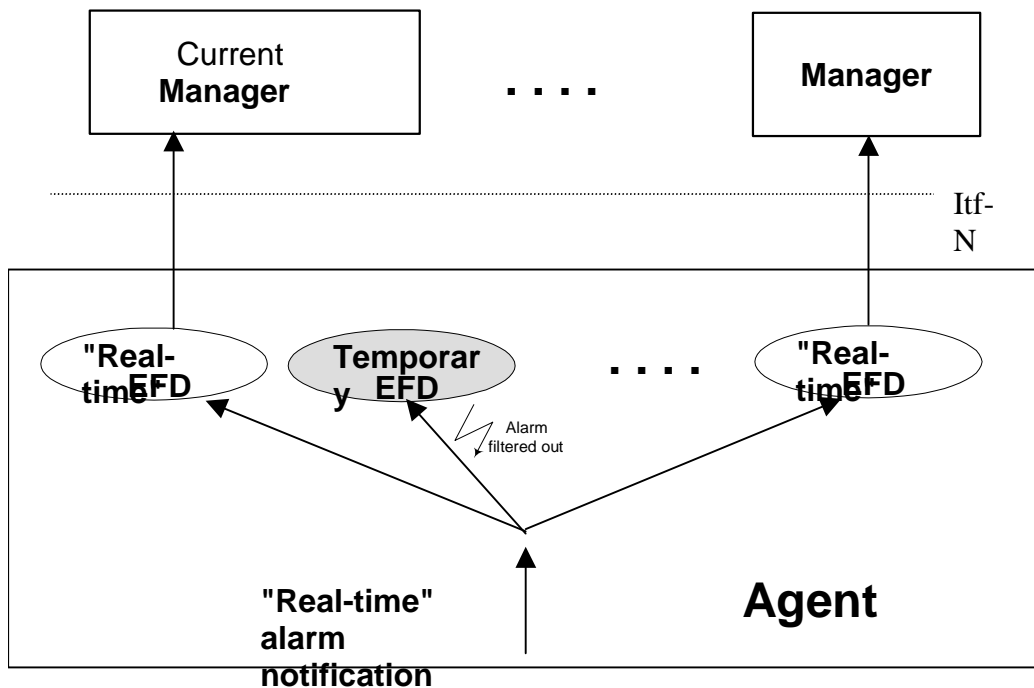 Current
Manager
. . . .
Manager
Itf-
N
"Real-
time"
EFD
Temporar
y
EFD
. . . .
"Real-
time"
EFD
Alarm
filtered out
"Real-time"
alarm
notification
Agent